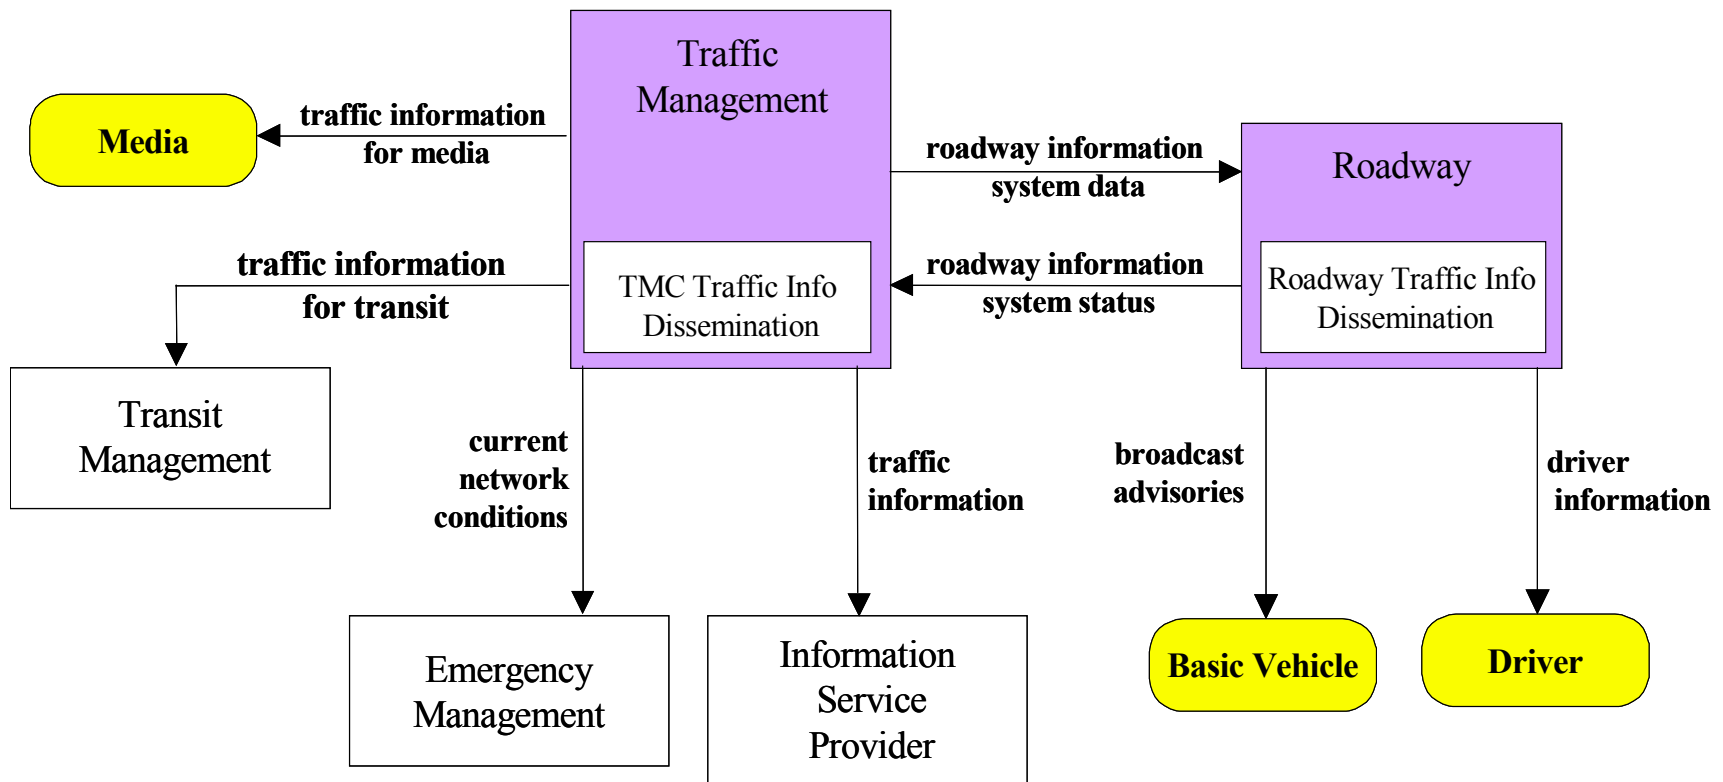 Traffic
Management
Media
traffic information
for media
roadway information
system data
Roadway
traffic information
for transit
TMC Traffic Info
Dissemination
roadway information
system status
Roadway Traffic Info
Dissemination
Transit
Management
current
network
conditions
traffic
information
broadcast
advisories
driver
information
Emergency
Management
Information
Service
Provider
Basic Vehicle
Driver